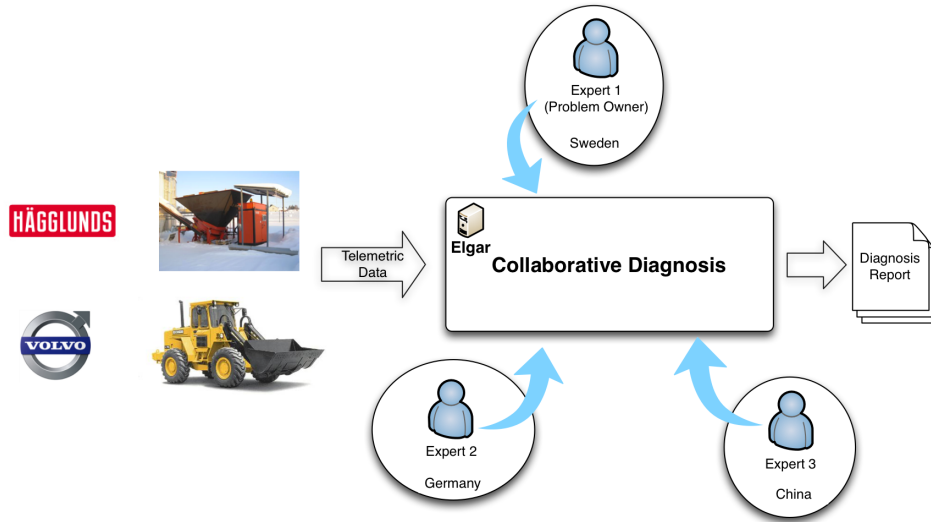 Expert 1
(Problem Owner)
Sweden
HÄGGLUNDS
Telemetric
Data
Elgar
Collaborative Diagnosis
Diagnosis
Report
VOLVO
Expert 2
Germany
Expert 3
China